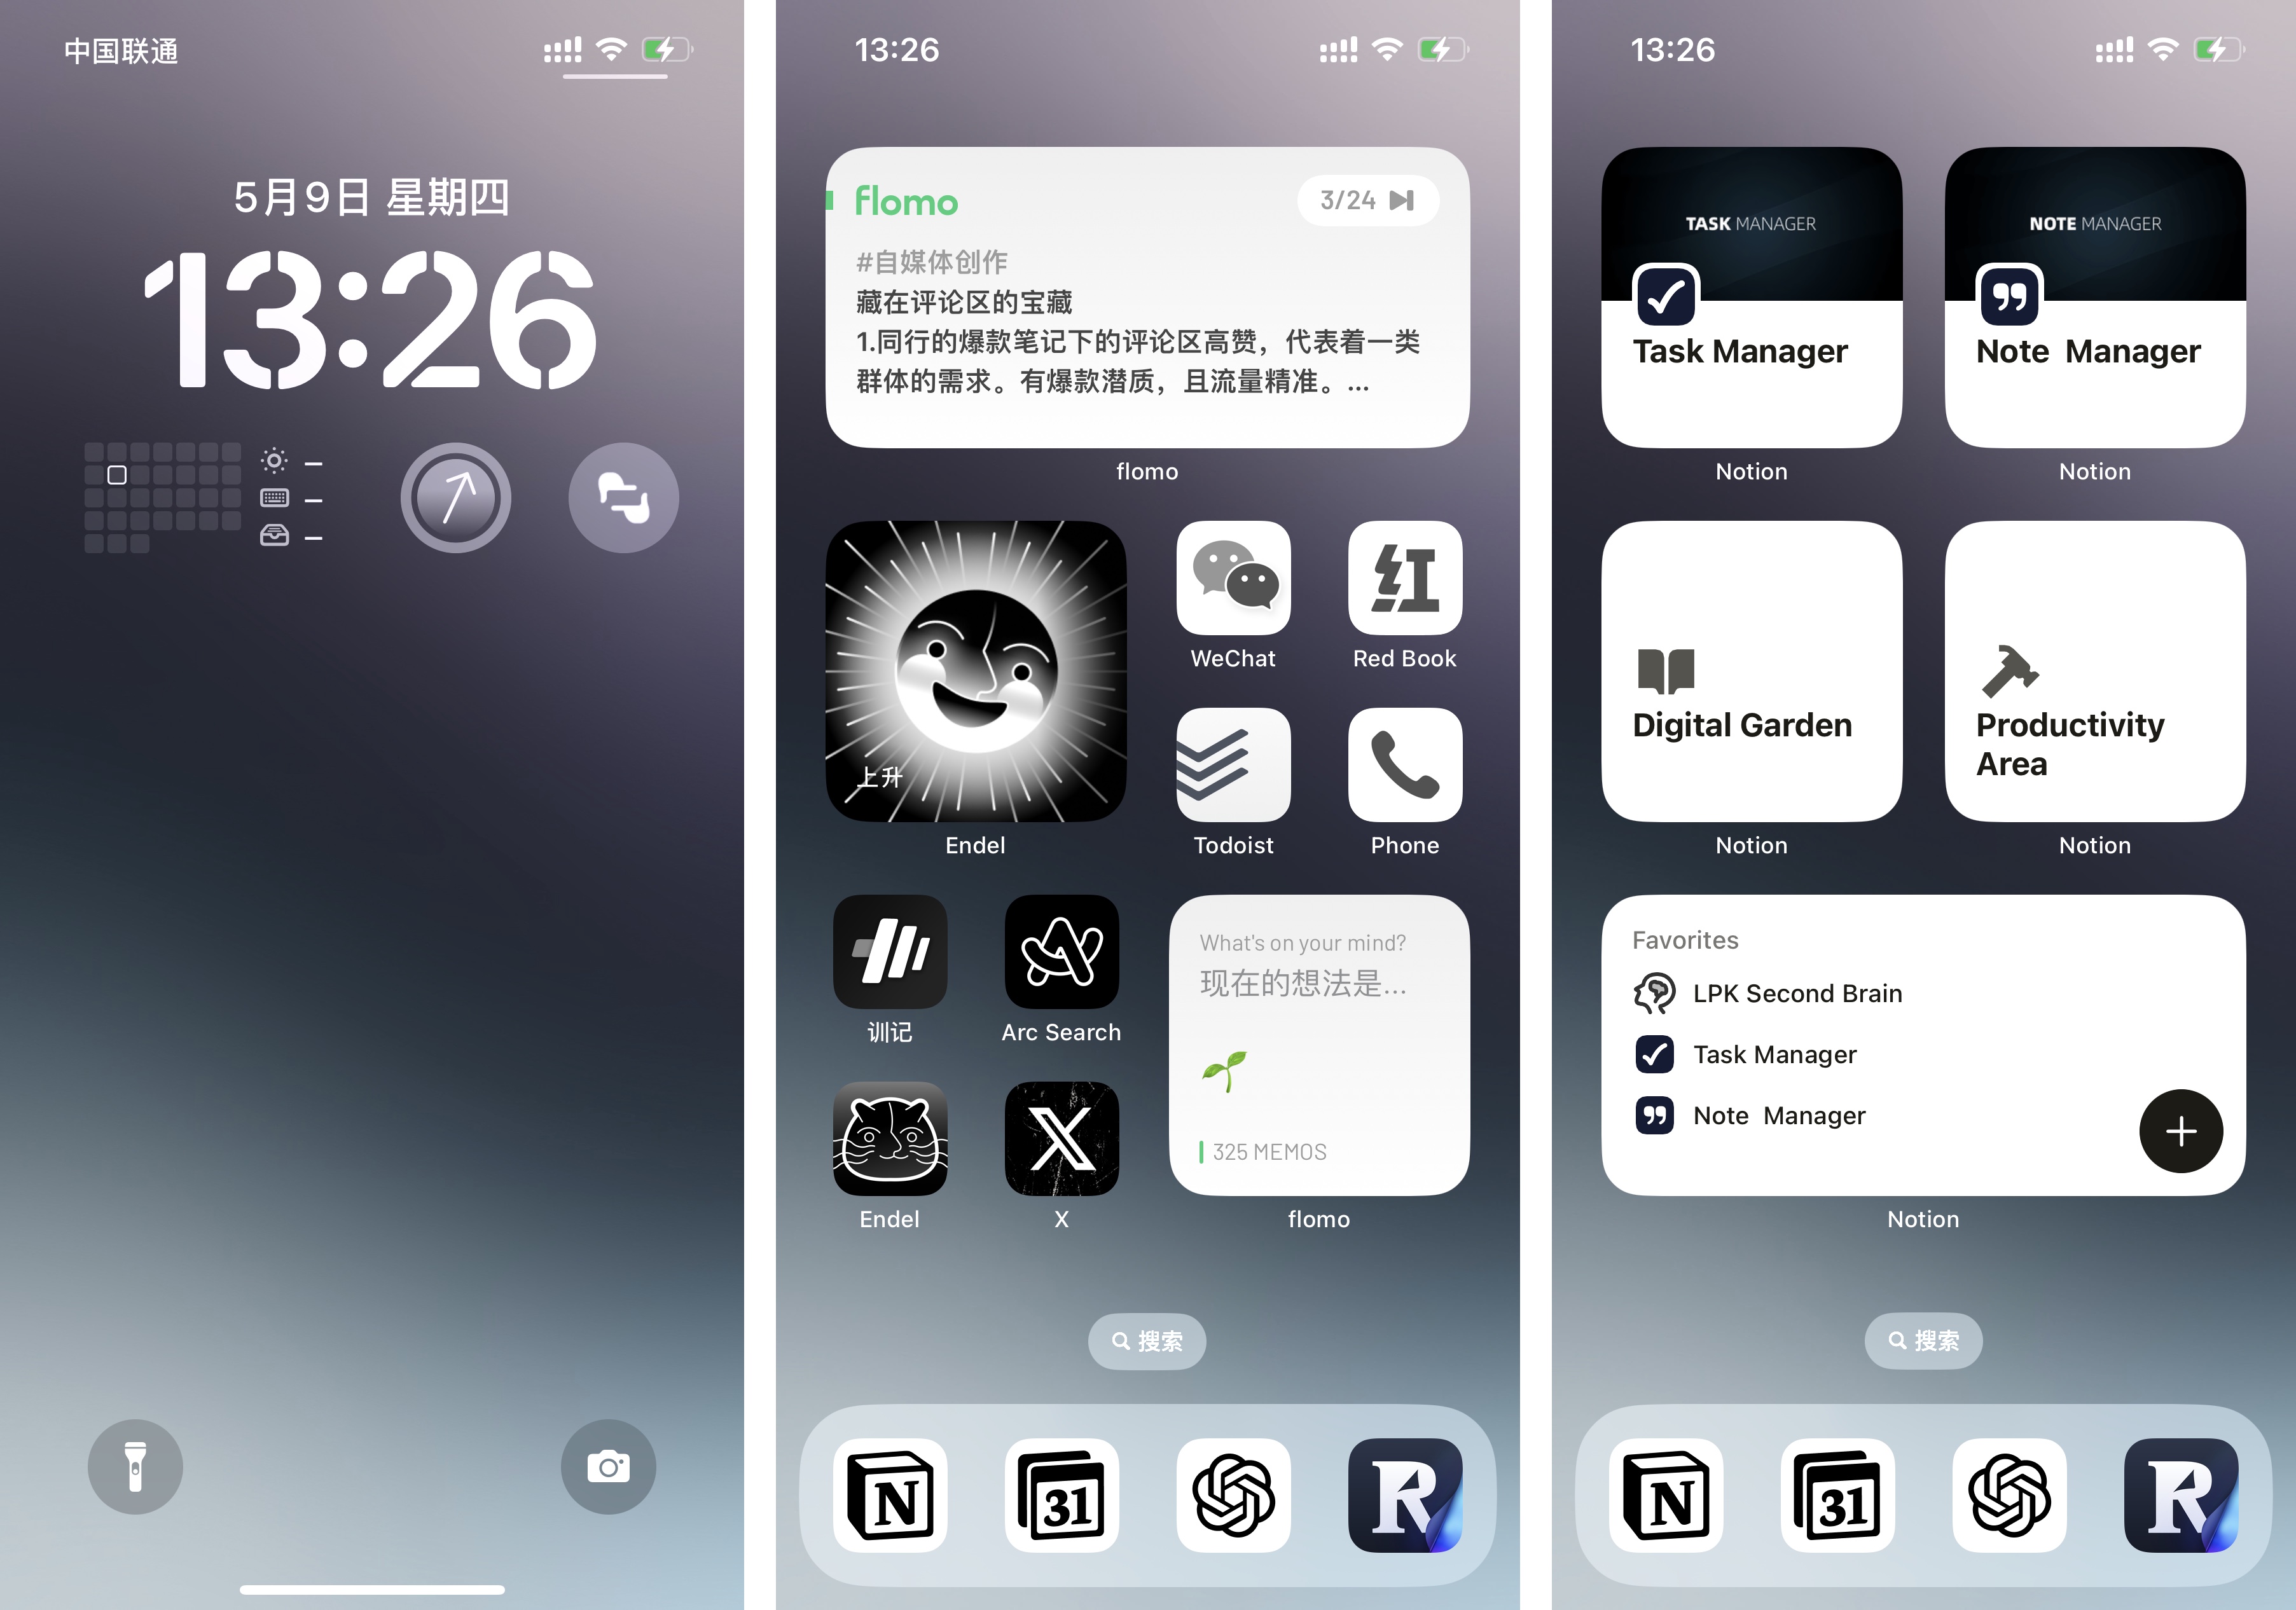 中国联通
5月9日 星期四
13:26
13:26
flomo
3/24
#自媒体创作
藏在评论区的宝藏
1.同行的爆款笔记下的评论区高赞，代表着一类
群体的需求。有爆款潜质，且流量精准。...
flomo
上升
Endel
红
WeChat
Red Book
Todoist
Phone
训记
Arc Search
What's on your mind?
现在的想法是...
325 MEMOS
Endel
X
X
flomo
搜索
N
31
R
13:26
TASK MANAGER
Task Manager
Notion
NOTE MANAGER
Note  Manager
Notion
Digital Garden
Notion
Productivity
Area
Notion
Favorites
LPK Second Brain
Task Manager
Note  Manager
Notion
搜索
N
31
R